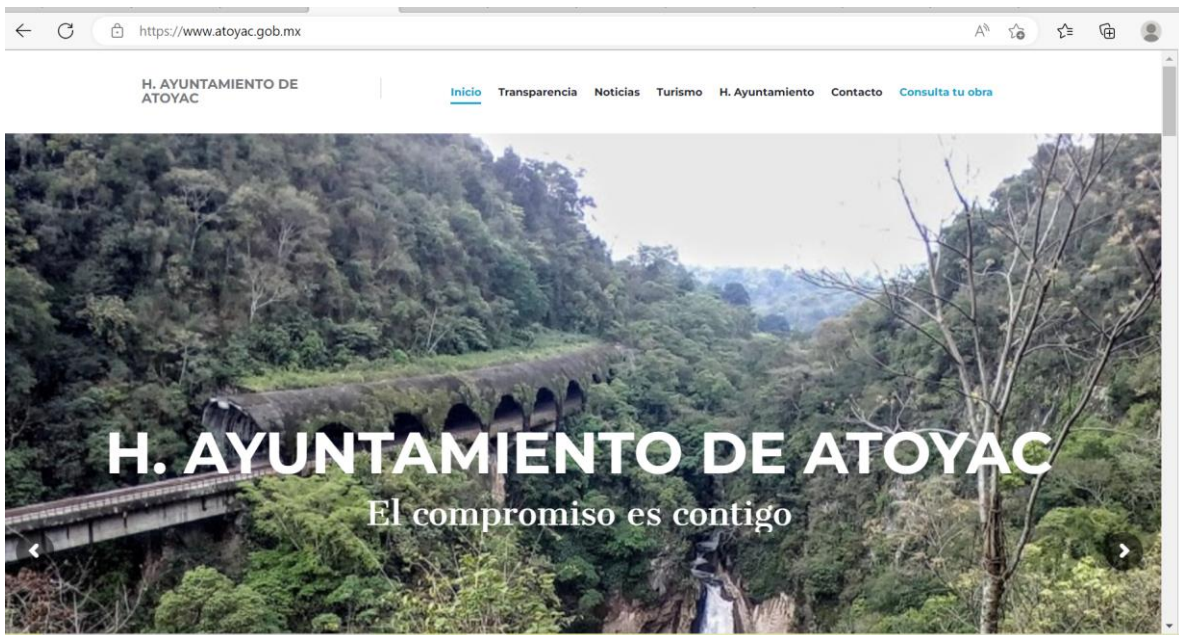 https://www.atoyac.gob.mx
H. AYUNTAMIENTO DE
ATOYAC
Inicio Transparencia Noticias Turismo H. Ayuntamiento Contacto Consulta tu obra
H. AYUNTAMIENTO DE ATOYAC
El compromiso es contigo